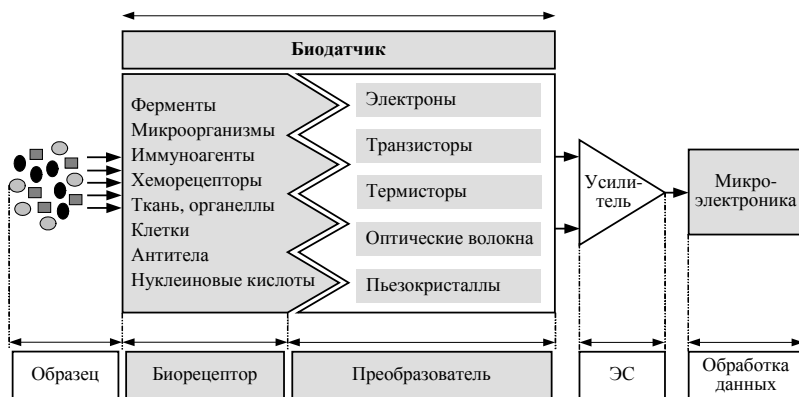 Биодатчик
Ферменты
Микроорганизмы
Иммуноагенты
Хеморецепторы
Ткань, органеллы
Клетки
Антитела
Нуклеиновые кислоты
Электроны
Транзисторы
Термисторы
Оптические волокна
Пьезокристаллы
Усили-
тель
Микро-
электроника
Образец
Биорецептор
Преобразователь
ЭС
Обработка
данных